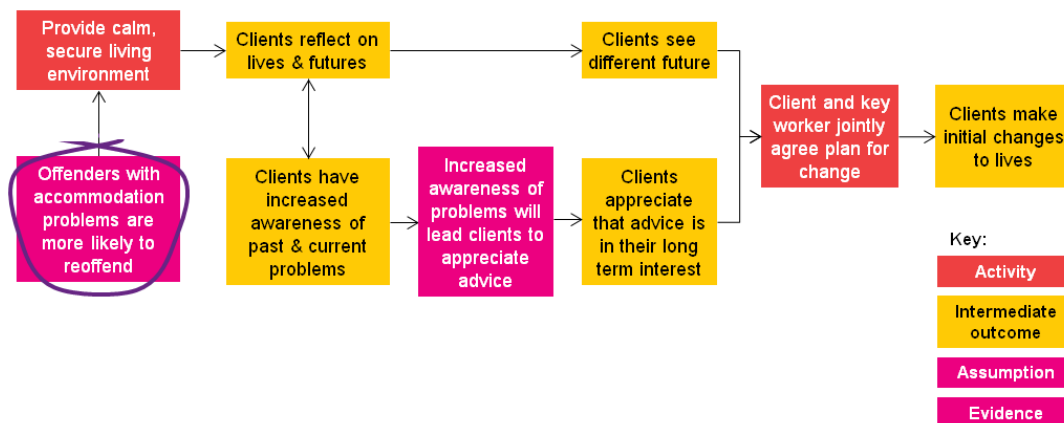 Provide calm,
secure living
environment
Clients reflect on
lives & futures
Clients see
different future
Client and key
worker jointly
agree plan for
change
Clients make
initial changes
to lives
Offenders with
accommodation
problems are
more likely to
reoffend
Clients have
increased
awareness of
past & current
problems
Increased
awareness of
problems will
lead clients to
appreciate
advice
Clients
appreciate
that advice is
in their long
term interest
Key:
Activity
Intermediate
outcome
Assumption
Evidence